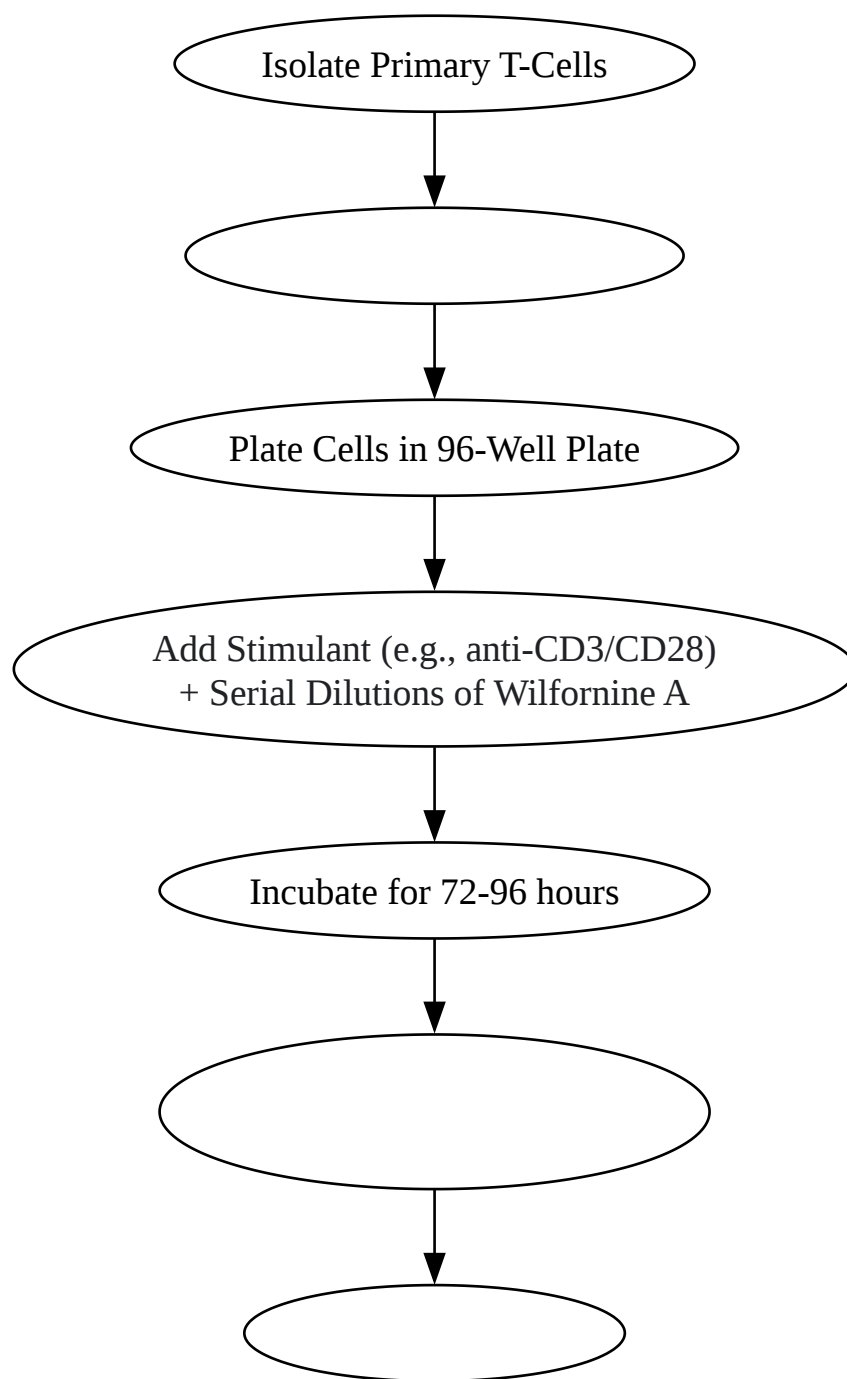 Isolate Primary T-Cells
Plate Cells in 96-Well Plate
Add Stimulant (e.g., anti-CD3/CD28)
+ Serial Dilutions of Wilfornine A
Incubate for 72-96 hours